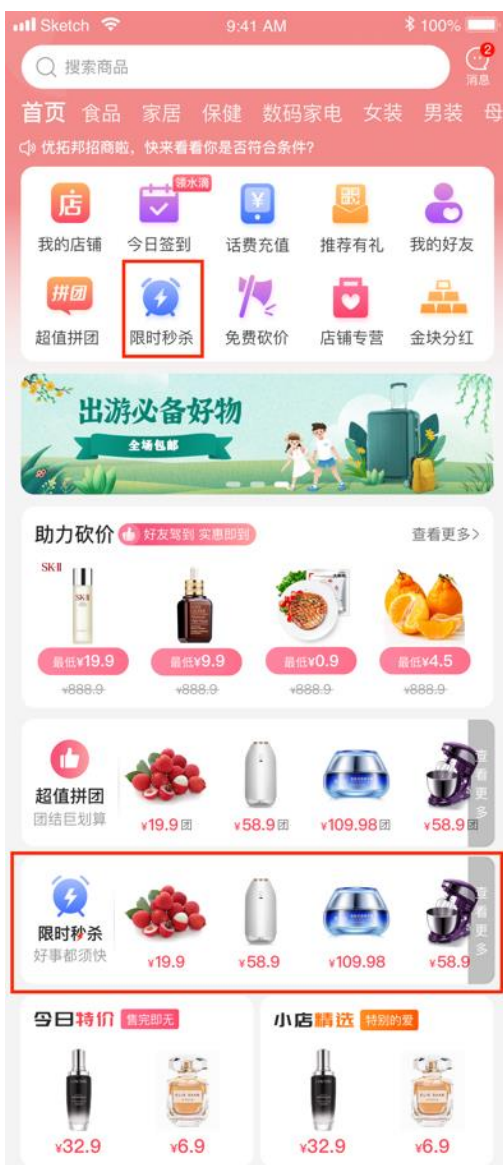 Sketch 9:41 AM 100%
搜索商品
2
消息
首页 食品 家居 保健 数码家电 女装 男装 母
优拓邦招商啦，快来看看你是否符合条件？
领水滴
店 ¥
我的店铺 今日签到 话费充值 推荐有礼 我的好友
拼团
超值拼团 限时秒杀 免费砍价 店铺专营 金块分红
出游必备好物
全场包邮
助力砍价 好友驾到 实惠即到 查看更多>
SKII
最低¥19.9 最低¥9.9 最低¥0.9 最低¥4.5
¥888.9 ¥888.9 ¥888.9 ¥888.9
超值拼团
团结巨划算
¥19.9团 ¥58.9团 ¥109.98团 ¥58.9团
查看更多
限时秒杀
好事都须快
¥19.9 ¥58.9 ¥109.98 ¥58.9
查看更多
今日特价 售完即无 小店精选 特别的爱
¥32.9 ¥6.9 ¥32.9 ¥6.9